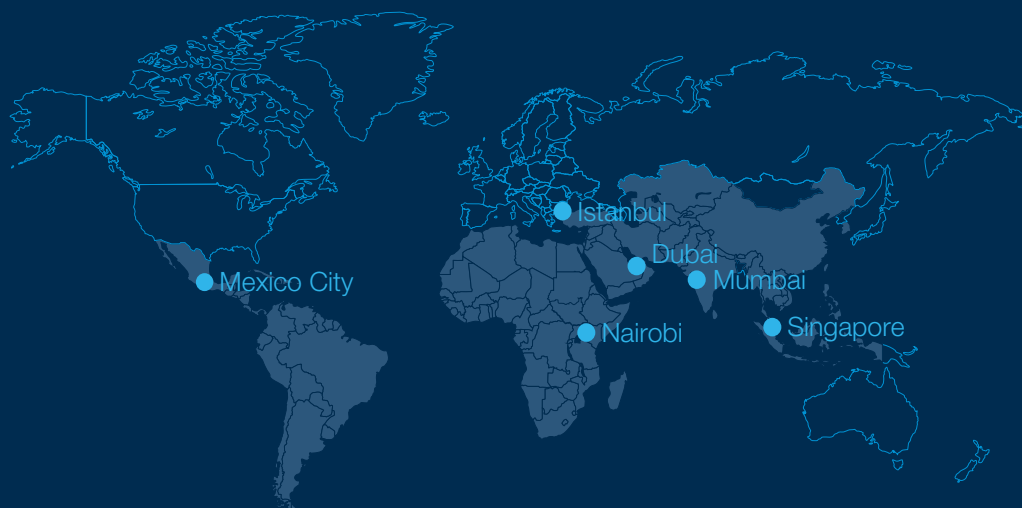 Istanbul
Dubai
Mumbai
Mexico City
Singapore
Nairobi